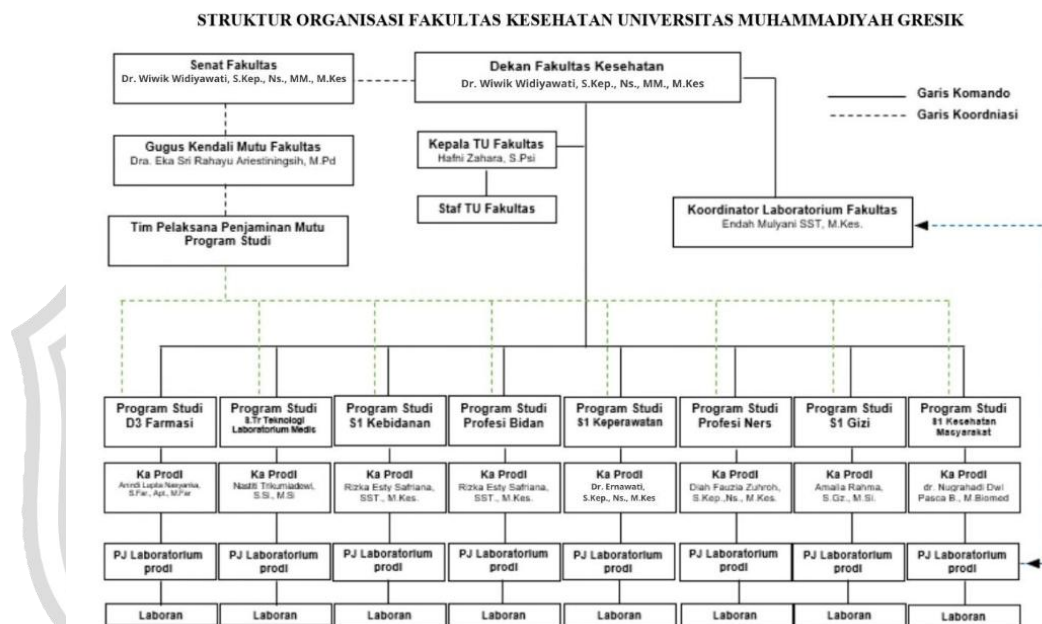 STRUKTUR ORGANISASI FAKULTAS KESEHATAN UNIVERSITAS MUHAMMADIYAH GRESIK
Senat Fakultas
Dr. Wiwik Widiyawati, S.Kep., Ns., MM., M.Kes
Dekan Fakultas Kesehatan
Dr. Wiwik Widiyawati, S.Kep., Ns., MM., M.Kes
Garis Komando
Garis Koordniasi
Gugus Kendali Mutu Fakultas
Dra. Eka Sri Rahayu Ariestiningsih, M.Pd
Kepala TU Fakultas
Hafni Zahara, S.Psi
Staf TU Fakultas
Koordinator Laboratorium Fakultas
Endah Mulyani SST, M.Kes.
Tim Pelaksana Penjaminan Mutu
Program Studi
Program Studi
D3 Farmasi
Program Studi
S.Tr Teknologi
Laboratorium Medis
Program Studi
S1 Kebidanan
Program Studi
Profesi Bidan
Program Studi
S1 Keperawatan
Program Studi
Profesi Ners
Program Studi
S1 Gizi
Program Studi
S1 Kesehatan
Masyarakat
Ka Prodi
Lupita
S.Far., Apt., M.Far
Ka Prodi
Nastiti Trikurniadewi,
S.Si., M.Si
Ka Prodi
Rizka Esty Safriana,
SST., M.Kes.
Ka Prodi
Rizka Esty Safriana,
SST., M.Kes.
Ka Prodi
Dr. Ernawati,
S.Kep., Ns., M.Kes
Ka Prodi
Diah Fauzia Zuhroh,
S.Kep.,Ns., M.Kes.
Ka Prodi
Amalia Rahma,
S.Gz., M.Si.
Ka Prodi
dr. Nugrahadi Dwi
Pasca B., M.Biomed
PJ Laboratorium
prodi
PJ Laboratorium
prodi
PJ Laboratorium
prodi
PJ Laboratorium
prodi
PJ Laboratorium
prodi
PJ Laboratorium
prodi
PJ Laboratorium
prodi
PJ Laboratorium
prodi
Laboran
Laboran
Laboran
Laboran
Laboran
Laboran
Laboran
Laboran